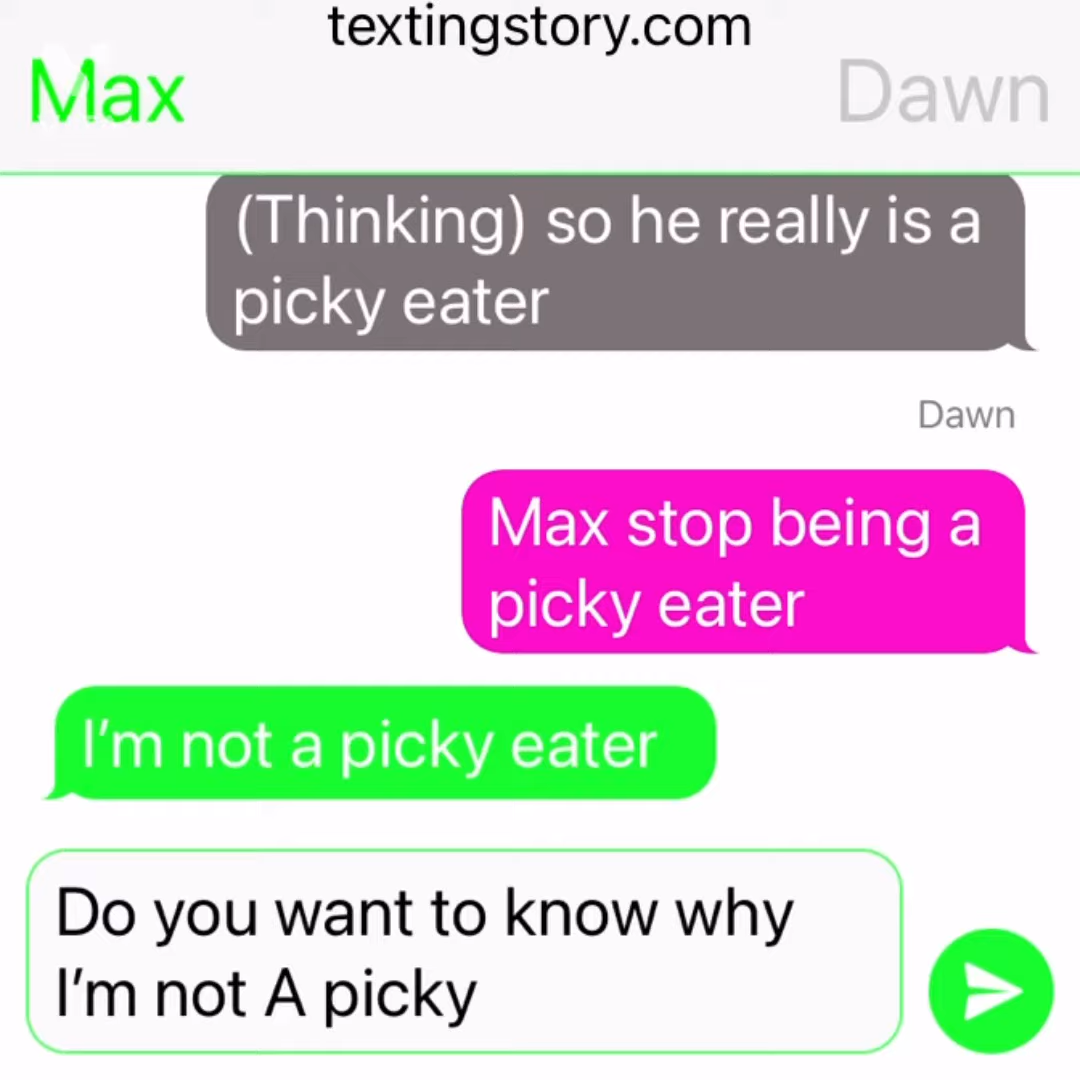 textingstory.com
Max
Dawn
(Thinking) so he really is a
picky eater
Dawn
Max stop being a
picky eater
I’m not a picky eater
Do you want to know why
I’m not A picky